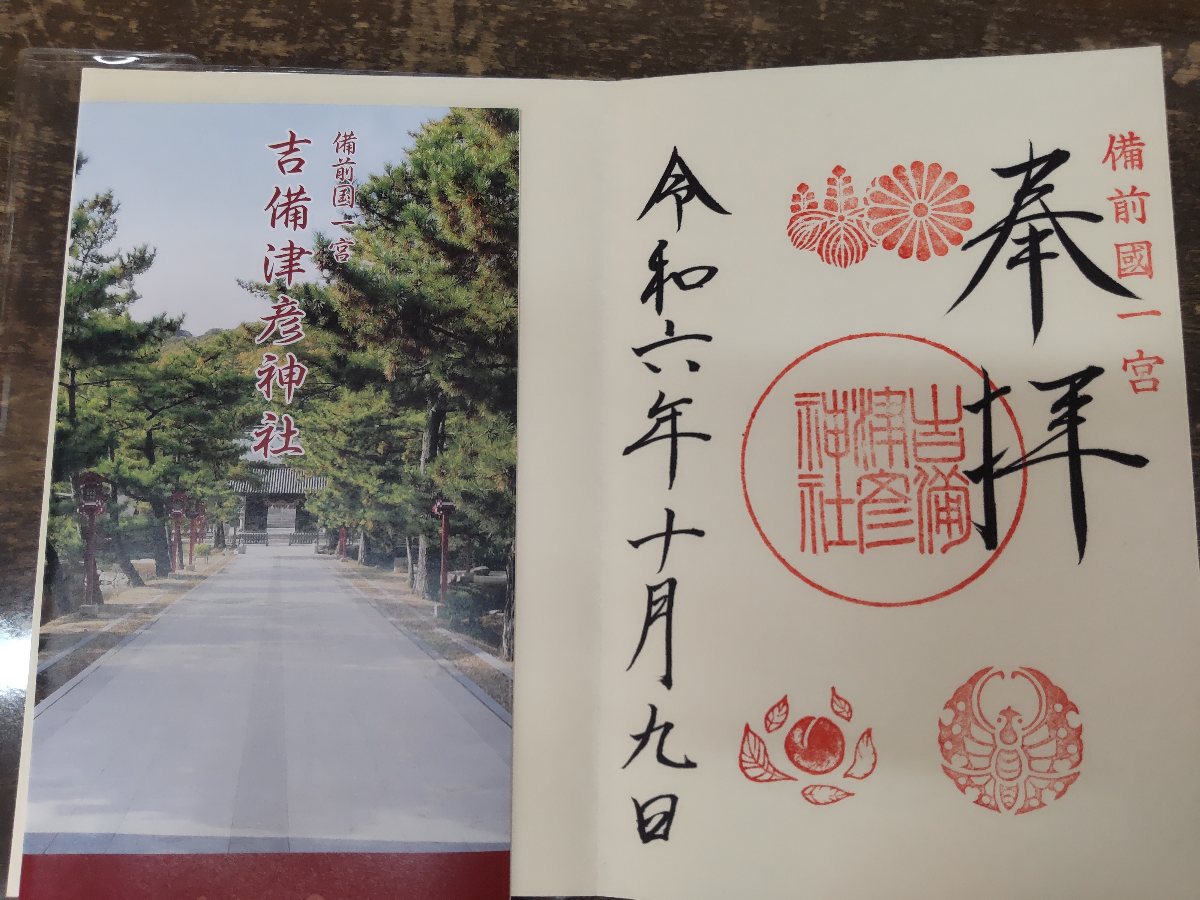 備前国一宮
吉備津彦神社
備前國一宮
奉拝
吉備
津彦
神社
令和六年十月九日